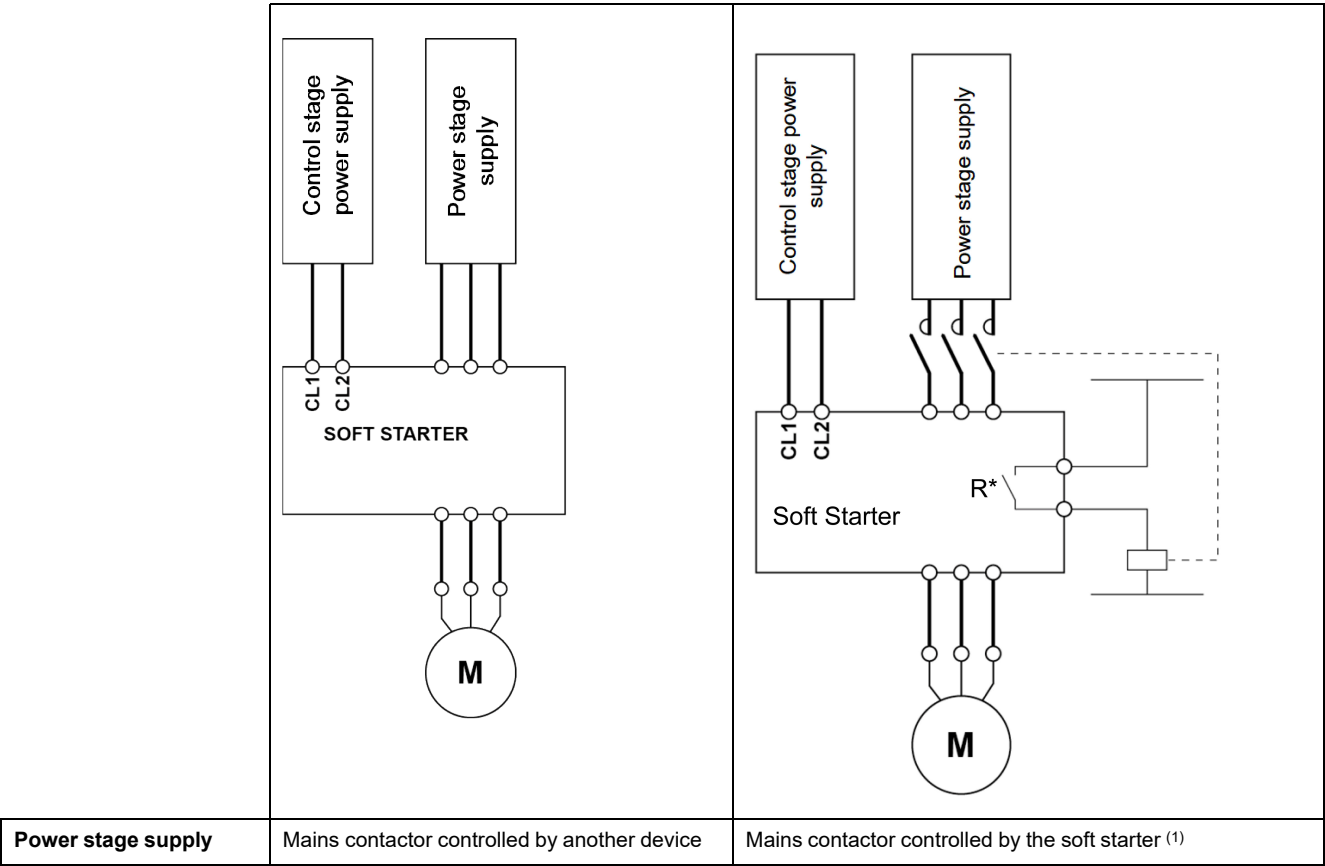 Control stage
power supply
Power stage
supply
CL1
CL2
SOFT STARTER
M
Control stage power
supply
Power stage supply
CL1
CL2
R*
Soft Starter
M
Power stage supply
Mains contactor controlled by another device
Mains contactor controlled by the soft starter (1)